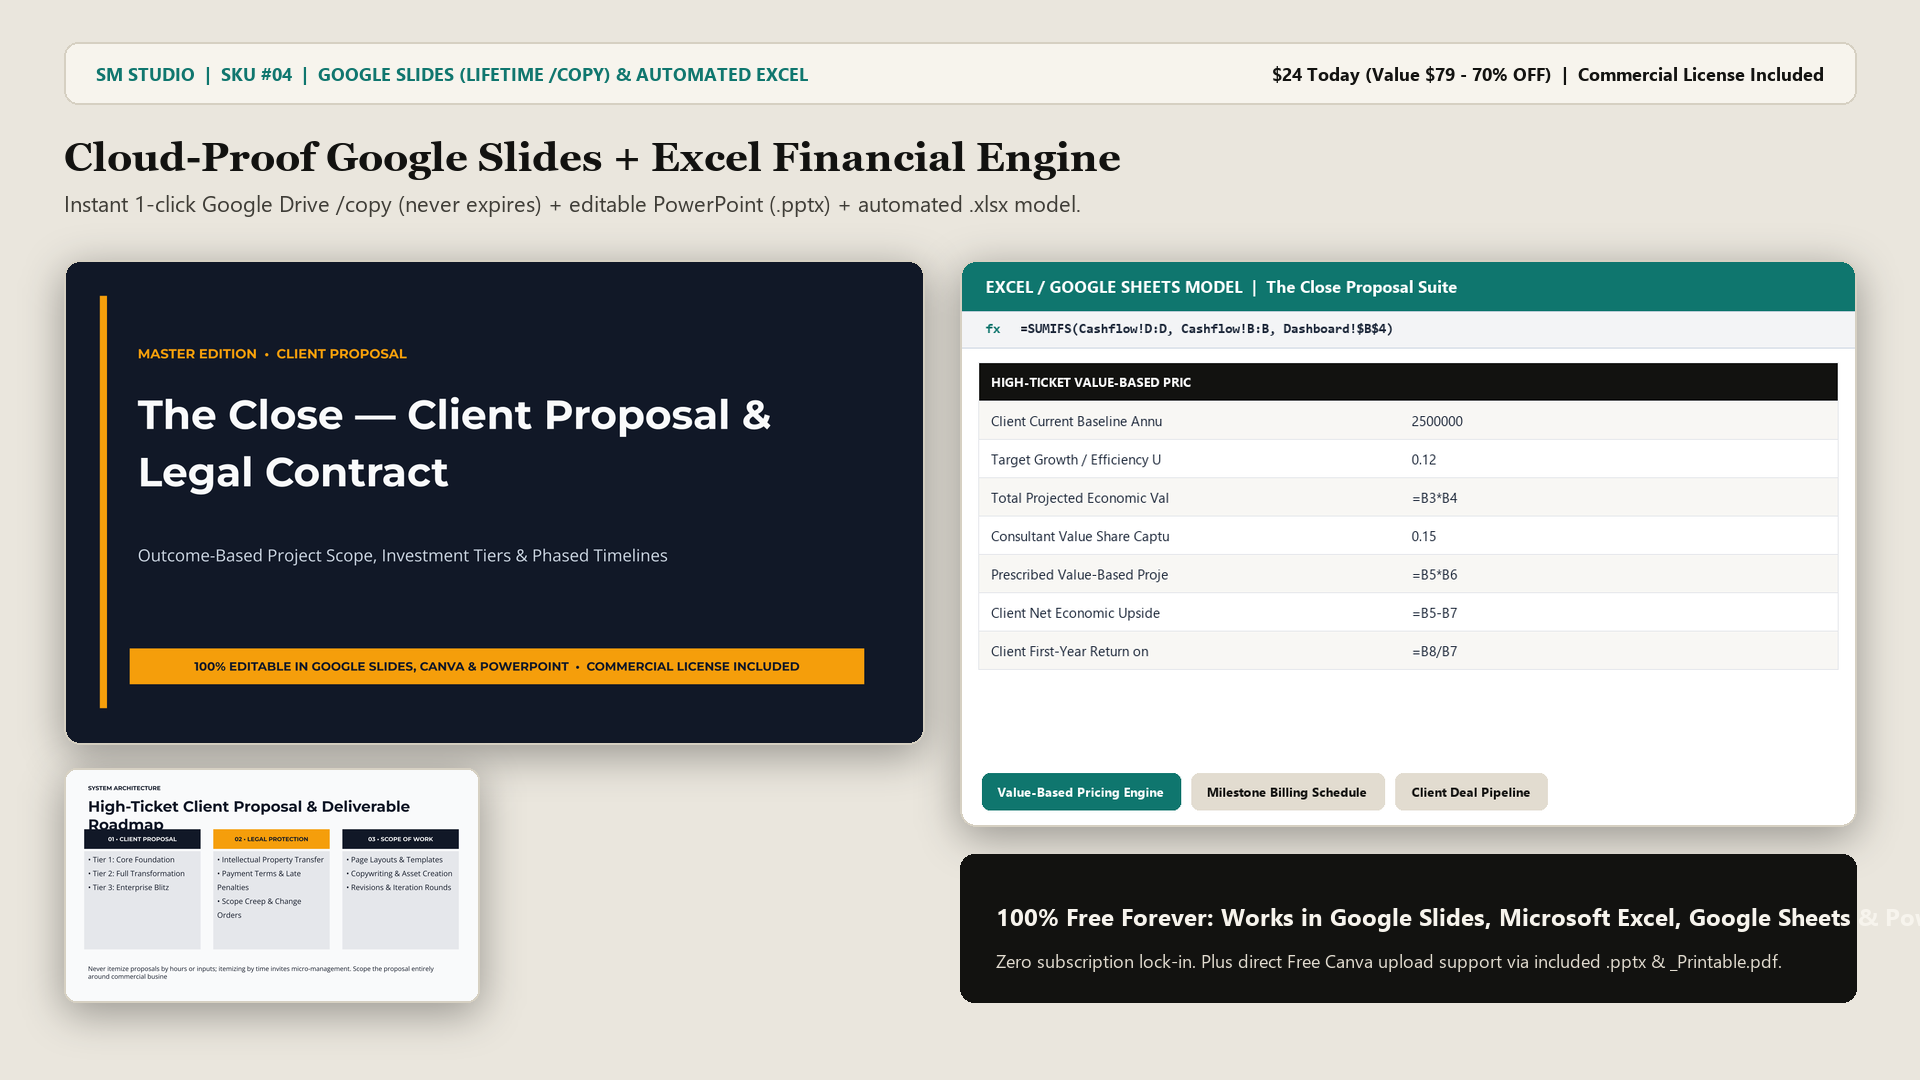 SM STUDIO | SKU #04 | GOOGLE SLIDES (LIFETIME /COPY) & AUTOMATED EXCEL
$24 Today (Value $79 - 70% OFF) | Commercial License Included
Cloud-Proof Google Slides + Excel Financial Engine
Instant 1-click Google Drive /copy (never expires) + editable PowerPoint (.pptx) + automated .xlsx model.
MASTER EDITION • CLIENT PROPOSAL
The Close — Client Proposal &
Legal Contract
Outcome-Based Project Scope, Investment Tiers & Phased Timelines
100% EDITABLE IN GOOGLE SLIDES, CANVA & POWERPOINT • COMMERCIAL LICENSE INCLUDED
SYSTEM ARCHITECTURE
High-Ticket Client Proposal & Deliverable
Roadmap
01 • CLIENT PROPOSAL
• Tier 1: Core Foundation
• Tier 2: Full Transformation
• Tier 3: Enterprise Blitz
02 • LEGAL PROTECTION
• Intellectual Property Transfer
• Payment Terms & Late
Penalties
• Scope Creep & Change
Orders
03 • SCOPE OF WORK
• Page Layouts & Templates
• Copywriting & Asset Creation
• Revisions & Iteration Rounds
Never itemize proposals by hours or inputs; itemizing by time invites micro-management. Scope the proposal entirely
around commercial busine
EXCEL / GOOGLE SHEETS MODEL | The Close Proposal Suite
fx =SUMIFS(Cashflow!D:D, Cashflow!B:B, Dashboard!$B$4)
HIGH-TICKET VALUE-BASED PRIC
Client Current Baseline Annu 2500000
Target Growth / Efficiency U 0.12
Total Projected Economic Val =B3*B4
Consultant Value Share Captu 0.15
Prescribed Value-Based Proje =B5*B6
Client Net Economic Upside =B5-B7
Client First-Year Return on =B8/B7
Value-Based Pricing Engine Milestone Billing Schedule Client Deal Pipeline
100% Free Forever: Works in Google Slides, Microsoft Excel, Google Sheets & Pow
Zero subscription lock-in. Plus direct Free Canva upload support via included .pptx & _Printable.pdf.